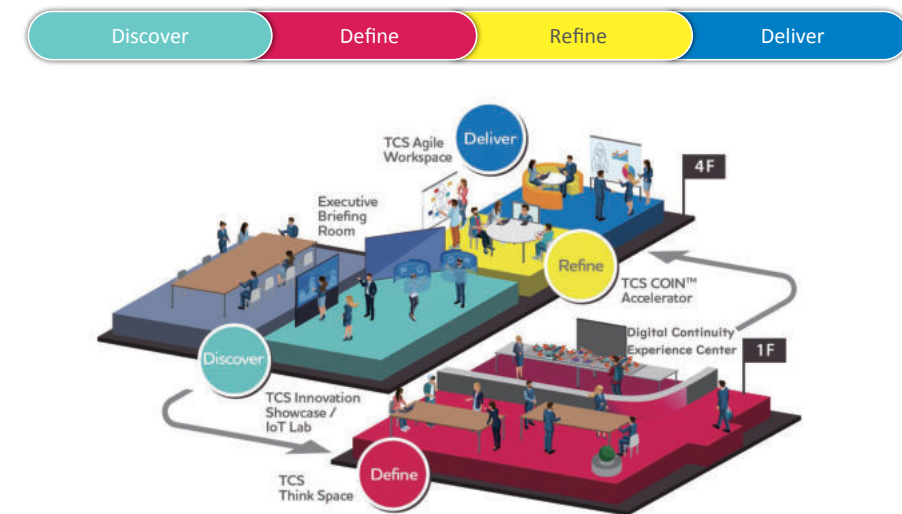 Discover
Define
Refine
Deliver
Deliver
TCS Agile
Workspace
4F
Executive
Briefing
Room
Refine
TCS COIN™
Accelerator
Digital Continuity
Experience Center
1F
Discover
TCS Innovation
Showcase /
IoT Lab
Define
TCS
Think Space